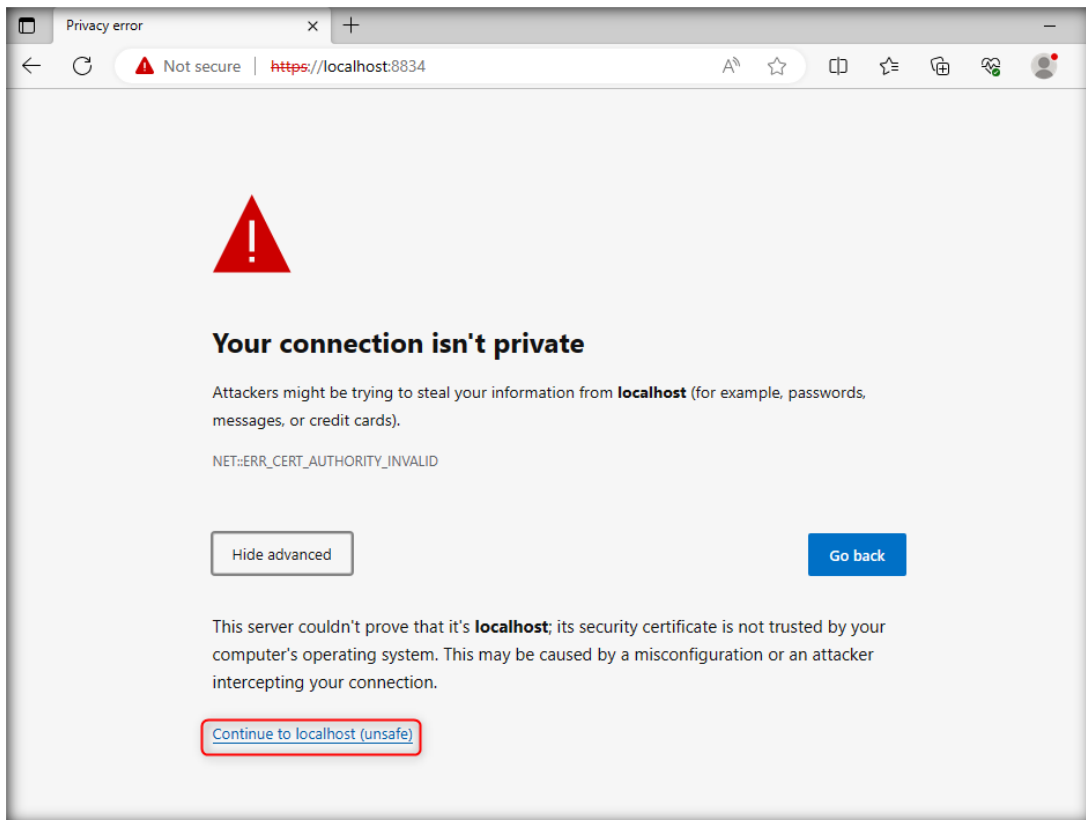 Privacy error
Not secure
https://localhost:8834
Your connection isn't private
Attackers might be trying to steal your information from localhost (for example, passwords,
messages, or credit cards).
NET::ERR_CERT_AUTHORITY_INVALID
Hide advanced
Go back
This server couldn't prove that it's localhost; its security certificate is not trusted by your
computer's operating system. This may be caused by a misconfiguration or an attacker
intercepting your connection.
Continue to localhost (unsafe)